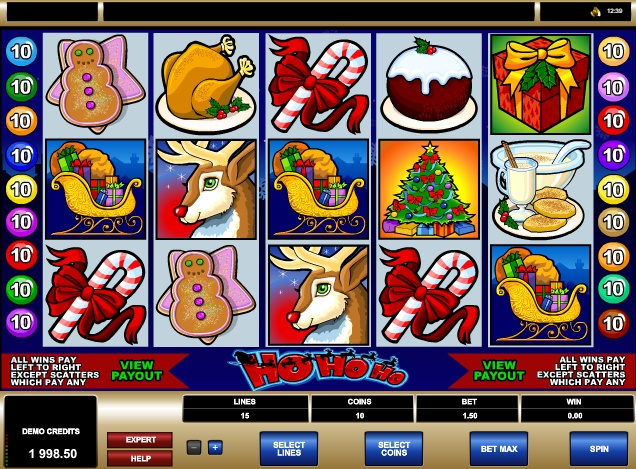 12:39
10 10
10 10
10 10
10 10
10 10
10 10
10 10
10 10
10 10
ALL WINS PAY
LEFT TO RIGHT
EXCEPT SCATTERS
WHICH PAY ANY
VIEW
PAYOUT
HO HO HO
VIEW
PAYOUT
ALL WINS PAY
LEFT TO RIGHT
EXCEPT SCATTERS
WHICH PAY ANY
LINES COINS BET WIN
15 10 1.50 0.00
DEMO CREDITS
1 998.50
EXPERT
HELP
− +
SELECT
LINES
SELECT
COINS
BET MAX
SPIN